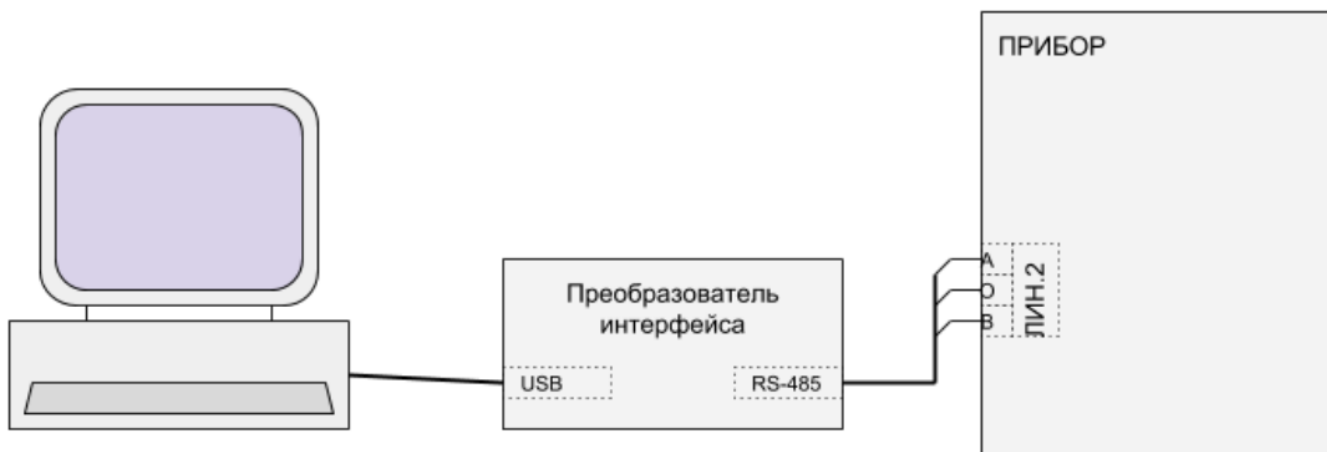 ПРИБОР
Преобразователь
интерфейса
USB
RS-485
A
O
B
ЛИН.2